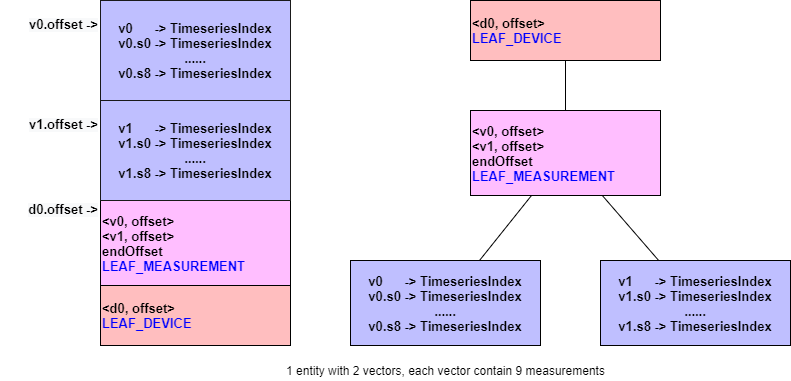 v0.offset ->
v0 -> TimeseriesIndex
v0.s0 -> TimeseriesIndex
......
v0.s8 -> TimeseriesIndex
v1.offset ->
v1 -> TimeseriesIndex
v1.s0 -> TimeseriesIndex
......
v1.s8 -> TimeseriesIndex
d0.offset ->
<v0, offset>
<v1, offset>
endOffset
LEAF_MEASUREMENT
<d0, offset>
LEAF_DEVICE
<d0, offset>
LEAF_DEVICE
<v0, offset>
<v1, offset>
endOffset
LEAF_MEASUREMENT
v0 -> TimeseriesIndex
v0.s0 -> TimeseriesIndex
......
v0.s8 -> TimeseriesIndex
v1 -> TimeseriesIndex
v1.s0 -> TimeseriesIndex
......
v1.s8 -> TimeseriesIndex
1 entity with 2 vectors, each vector contain 9 measurements